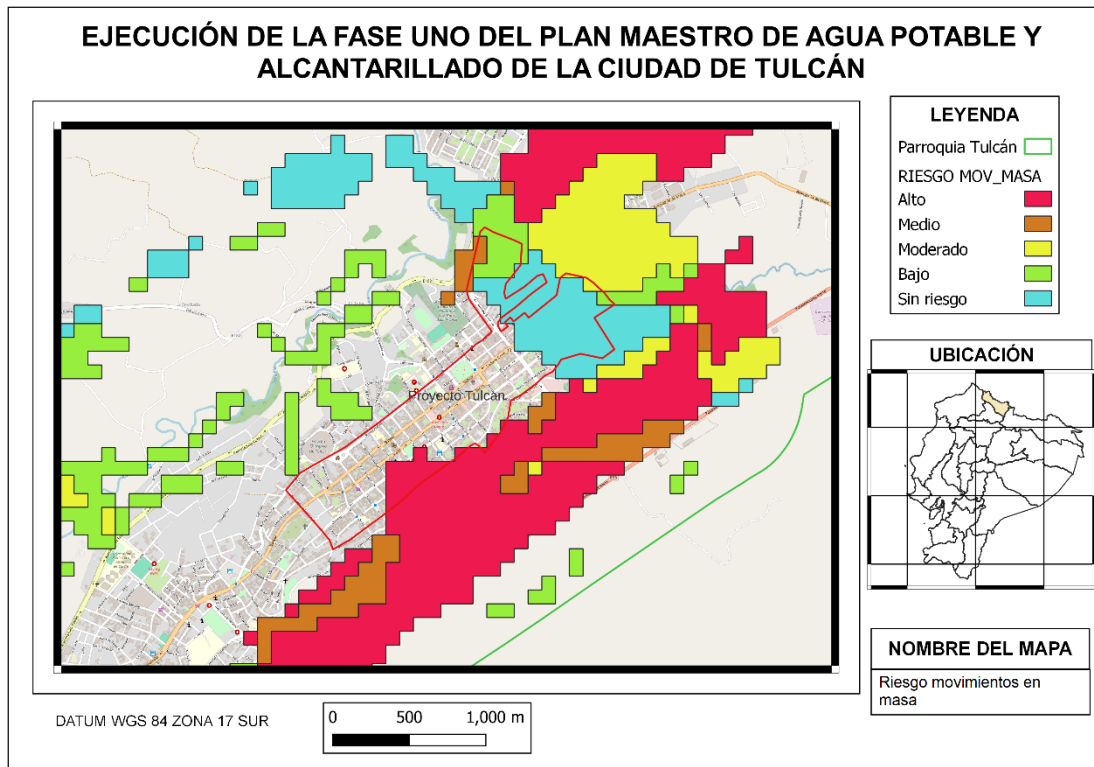 EJECUCIÓN DE LA FASE UNO DEL PLAN MAESTRO DE AGUA POTABLE Y
ALCANTARILLADO DE LA CIUDAD DE TULCÁN
LEYENDA
Parroquia Tulcán
RIESGO MOV_MASA
Alto
Medio
Moderado
Bajo
Sin riesgo
Proyecto Tulcán
UBICACIÓN
NOMBRE DEL MAPA
Riesgo movimientos en
masa
DATUM WGS 84 ZONA 17 SUR
0 500 1,000 m